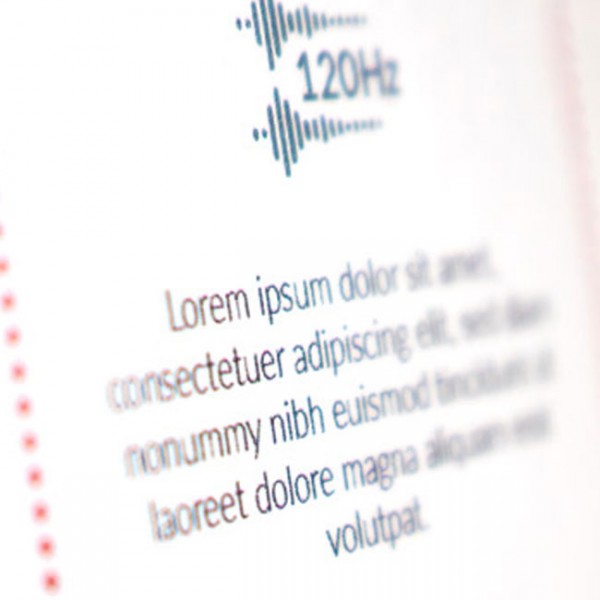 120Hz
Lorem ipsum dolor sit amet,
consectetuer adipiscing elit, sed diam
nonummy nibh euismod tincidunt ut
laoreet dolore magna aliquam erat
volutpat.